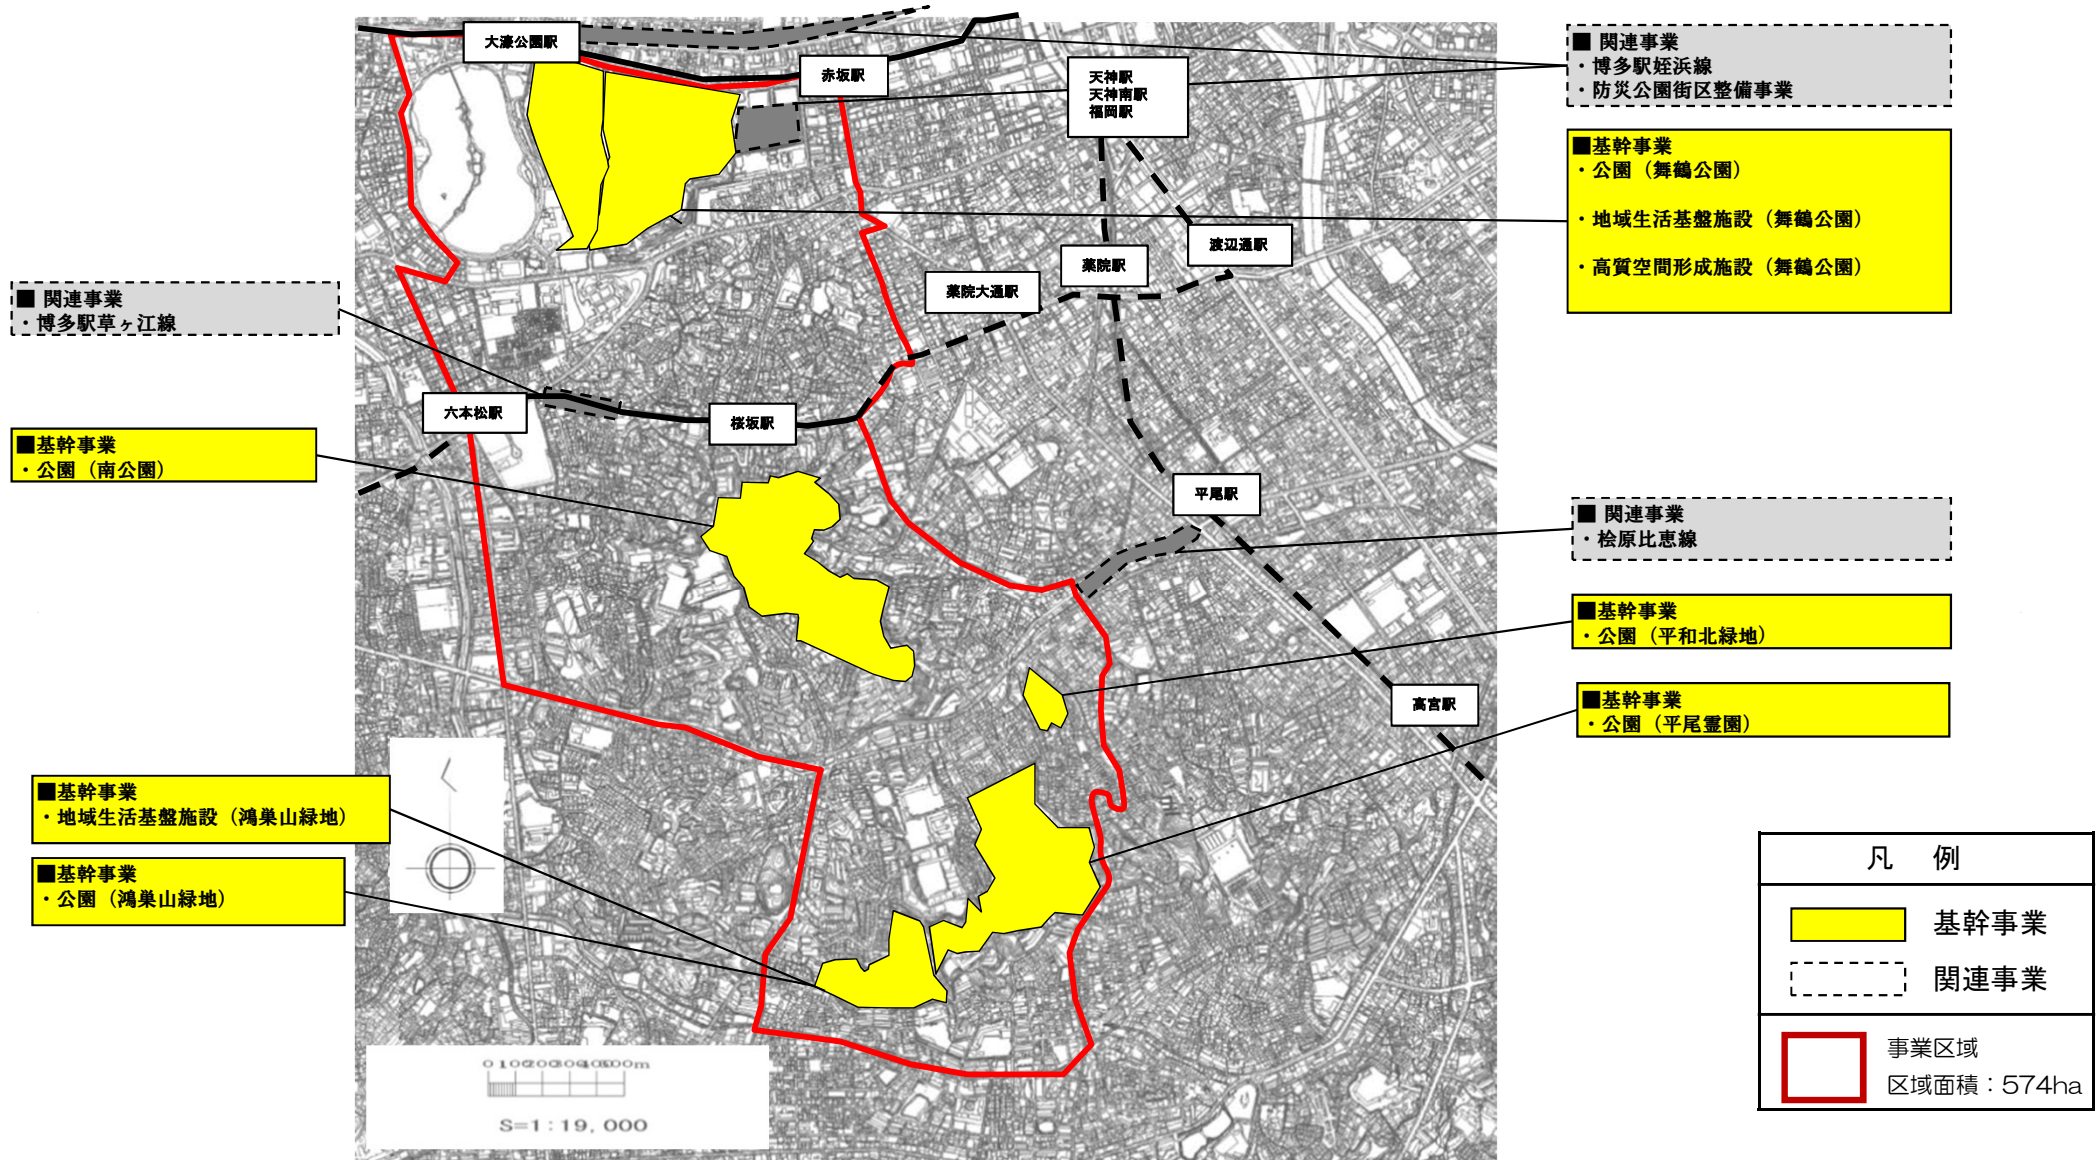 大濠公園駅
赤坂駅
天神駅
天神南駅
福岡駅
■ 関連事業
・博多駅姪浜線
・防災公園街区整備事業
■基幹事業
・公園（舞鶴公園）
・地域生活基盤施設（舞鶴公園）
・高質空間形成施設（舞鶴公園）
渡辺通駅
薬院駅
薬院大通駅
■ 関連事業
・博多駅草ヶ江線
六本松駅
桜坂駅
■基幹事業
・公園（南公園）
平尾駅
■ 関連事業
・桧原比恵線
■基幹事業
・公園（平和北緑地）
高宮駅
■基幹事業
・公園（平尾霊園）
■基幹事業
・地域生活基盤施設（鴻巣山緑地）
■基幹事業
・公園（鴻巣山緑地）
凡 例
基幹事業
関連事業
事業区域
区域面積：574ha
0 100 200 300 400 500m
S=1:19,000